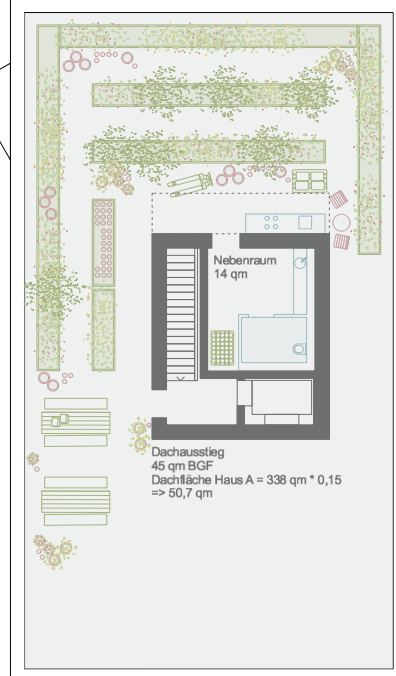 Nebenraum
14 qm
Dachausstieg
45 qm BGF
Dachfläche Haus A = 338 qm * 0,15
=> 50,7 qm